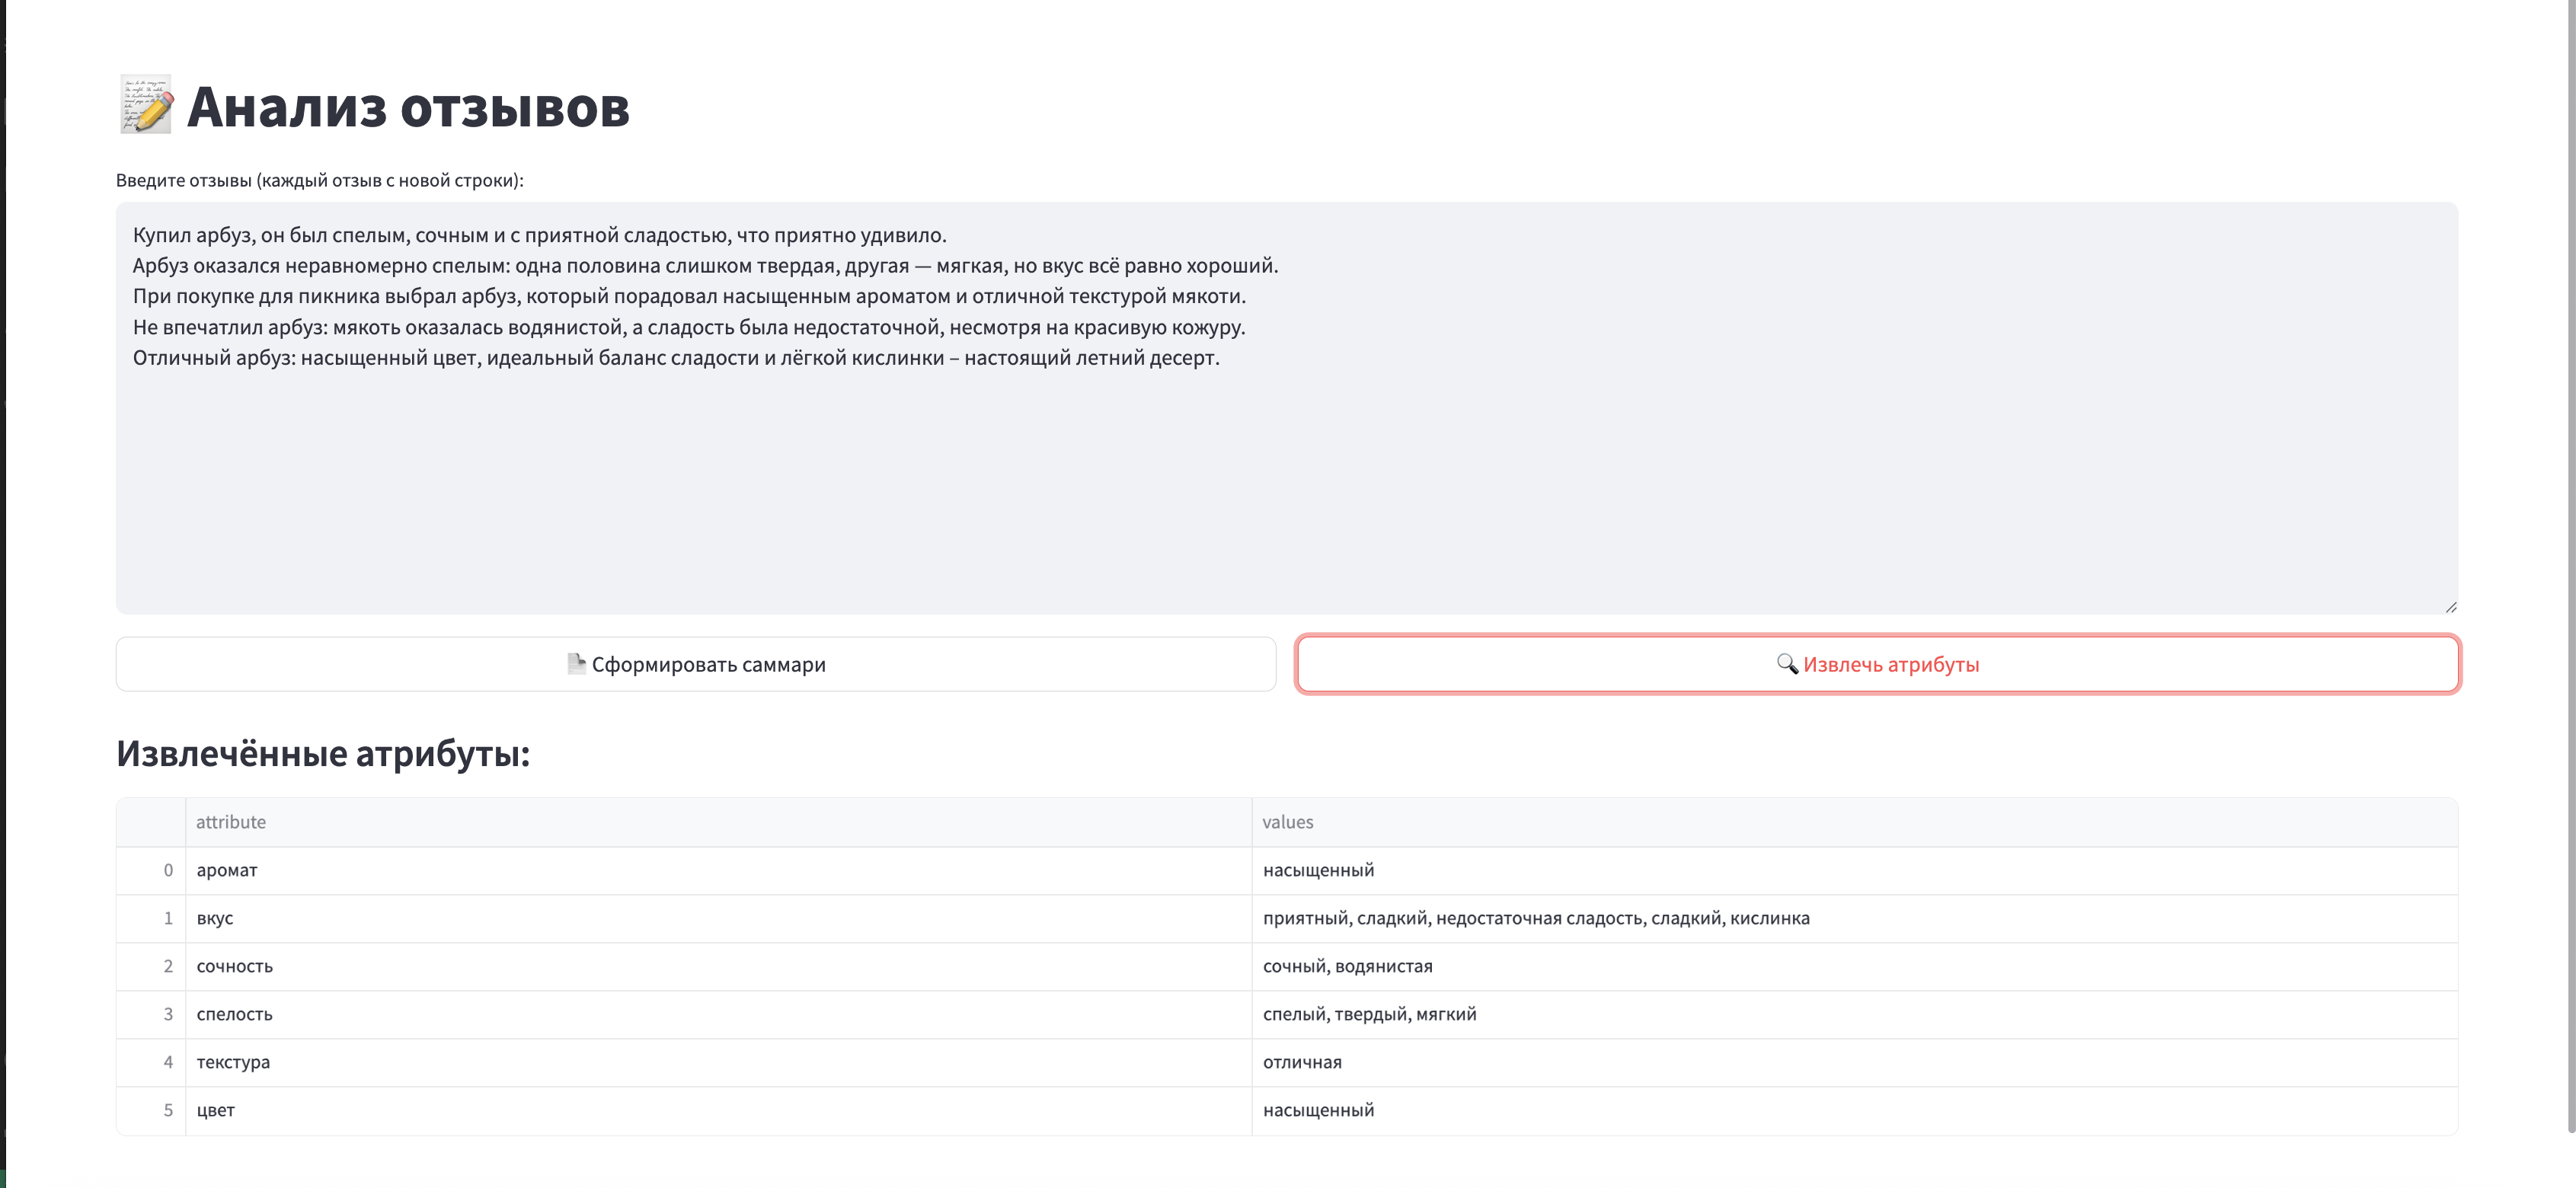 Анализ отзывов
Введите отзывы (каждый отзыв с новой строки):
Купил арбуз, он был спелым, сочным и с приятной сладостью, что приятно удивило.
Арбуз оказался неравномерно спелым: одна половина слишком твердая, другая — мягкая, но вкус всё равно хороший.
При покупке для пикника выбрал арбуз, который порадовал насыщенным ароматом и отличной текстурой мякоти.
Не впечатлил арбуз: мякоть оказалась водянистой, а сладость была недостаточной, несмотря на красивую кожуру.
Отличный арбуз: насыщенный цвет, идеальный баланс сладости и лёгкой кислинки – настоящий летний десерт.
Сформировать саммари
Извлечь атрибуты
Извлечённые атрибуты:
attribute values
0 аромат насыщенный
1 вкус приятный, сладкий, недостаточная сладость, сладкий, кислинка
2 сочность сочный, водянистая
3 спелость спелый, твердый, мягкий
4 текстура отличная
5 цвет насыщенный